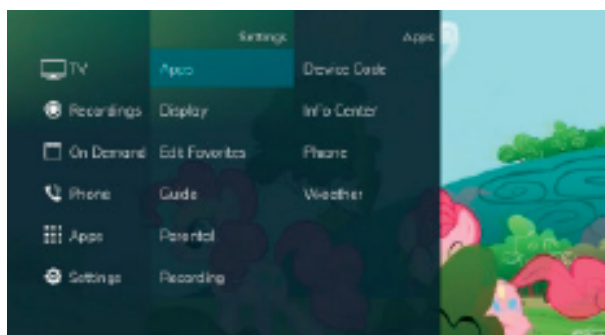 Settings
Apps
TV
Recordings
On Demand
Phone
Apps
Settings
Apps
Display
Edit Favorites
Guide
Parental
Recording
Device Code
Info Center
Phone
Weather